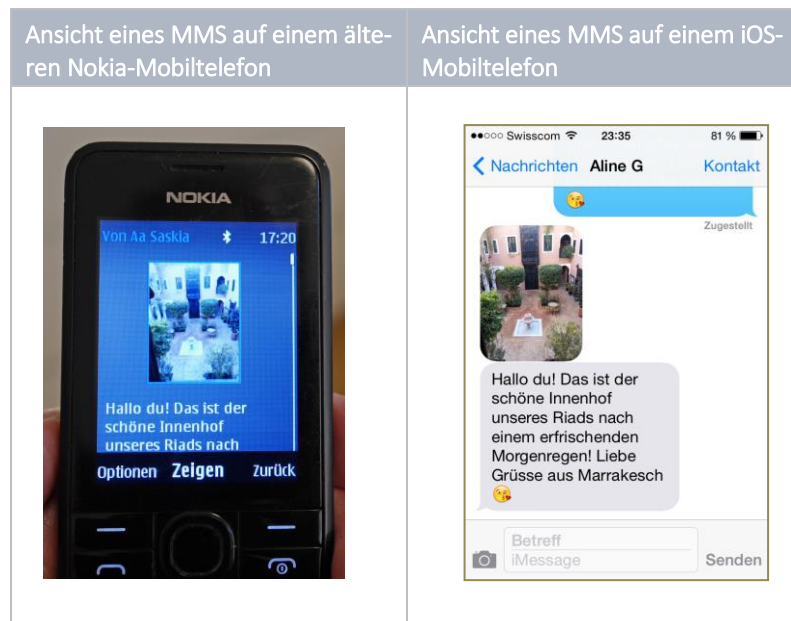 Ansicht eines MMS auf einem älte-
ren Nokia-Mobiltelefon
Ansicht eines MMS auf einem iOS-
Mobiltelefon
NOKIA
Von Aa Saskia 17:20
Hallo du! Das ist der
schöne Innenhof
unseres Riads nach
Optionen Zeigen Zurück
Swisscom 23:35 81 %
Nachrichten Aline G Kontakt
Zugestellt
Hallo du! Das ist der
schöne Innenhof
unseres Riads nach
einem erfrischenden
Morgenregen! Liebe
Grüsse aus Marrakesch
😘
Betreff
iMessage
Senden